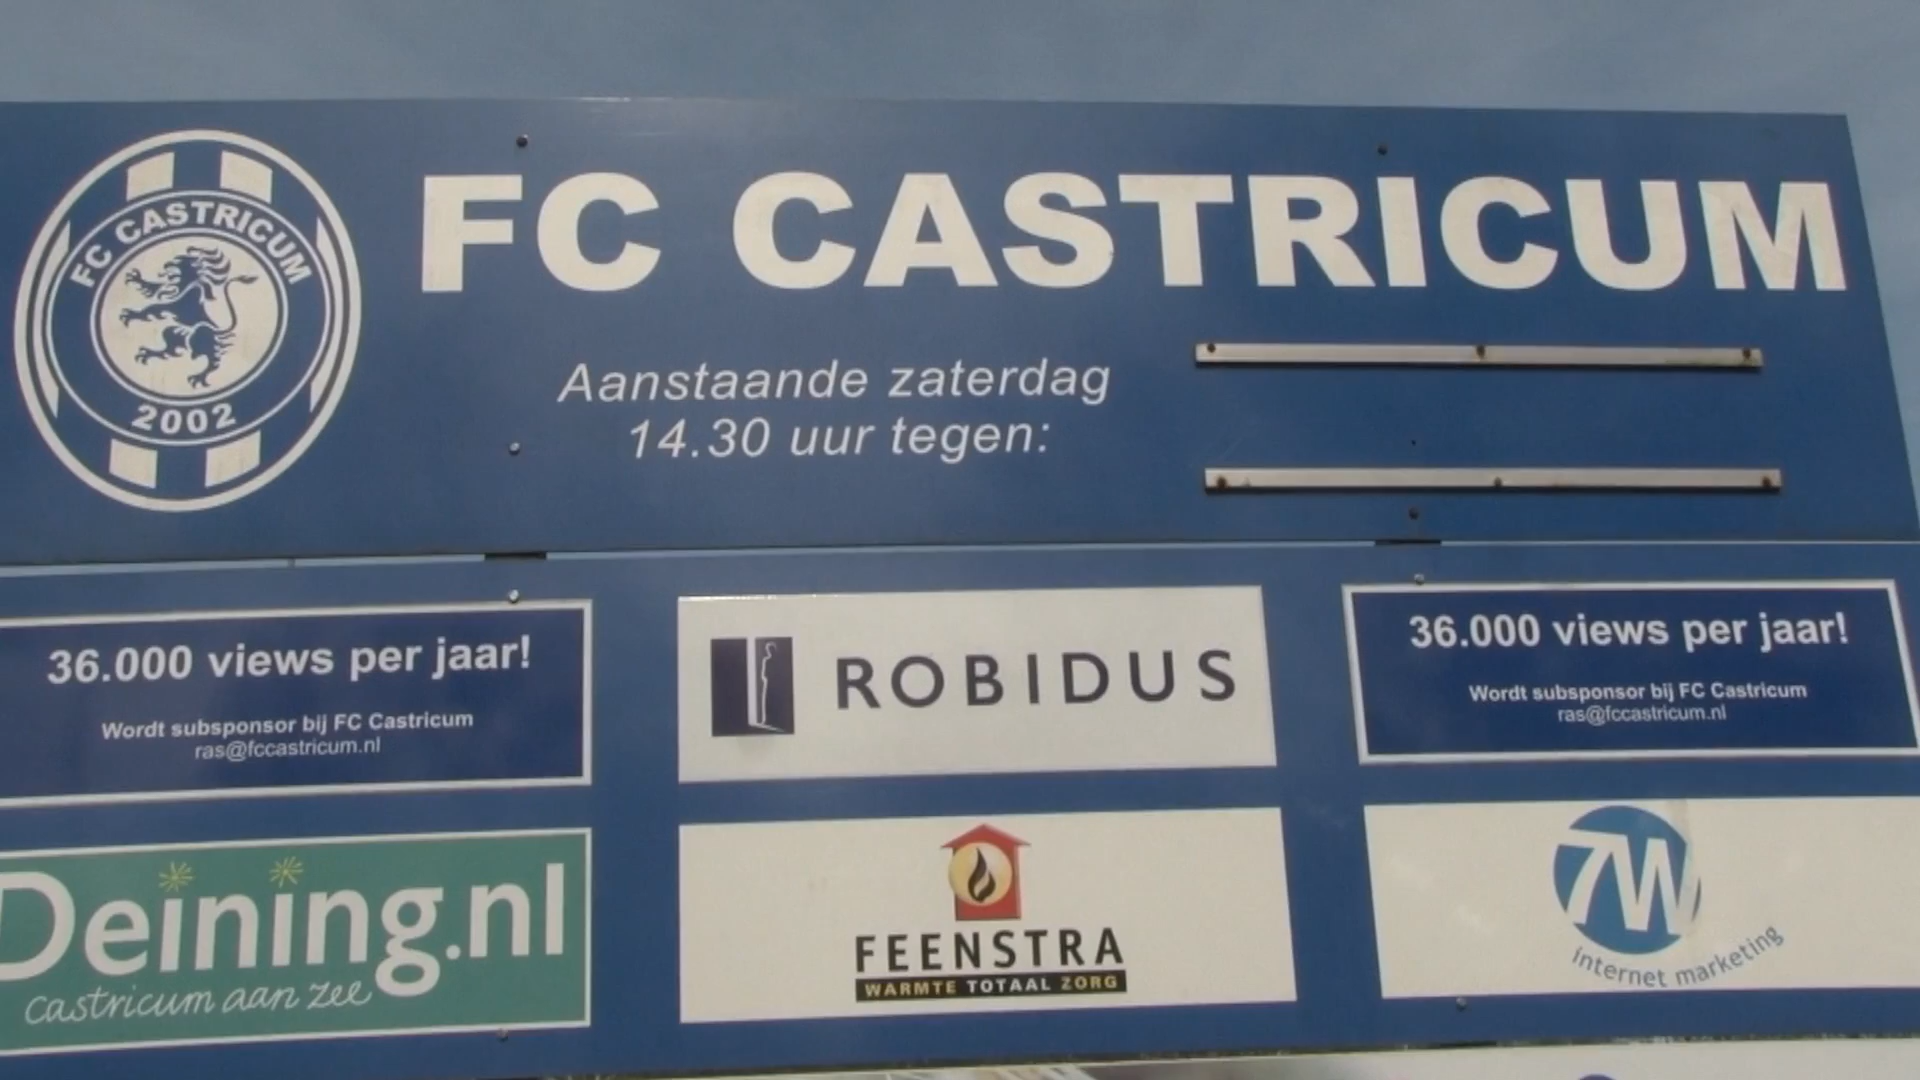 FC CASTRICUM
FC CASTRICUM
2002
Aanstaande zaterdag
14.30 uur tegen:
36.000 views per jaar!
Wordt subsponsor bij FC Castricum
ras@fccastricum.nl
ROBIDUS
36.000 views per jaar!
Wordt subsponsor bij FC Castricum
ras@fccastricum.nl
Deining.nl
castricum aan zee
FEENSTRA
WARMTE TOTAAL ZORG
7W
internet marketing